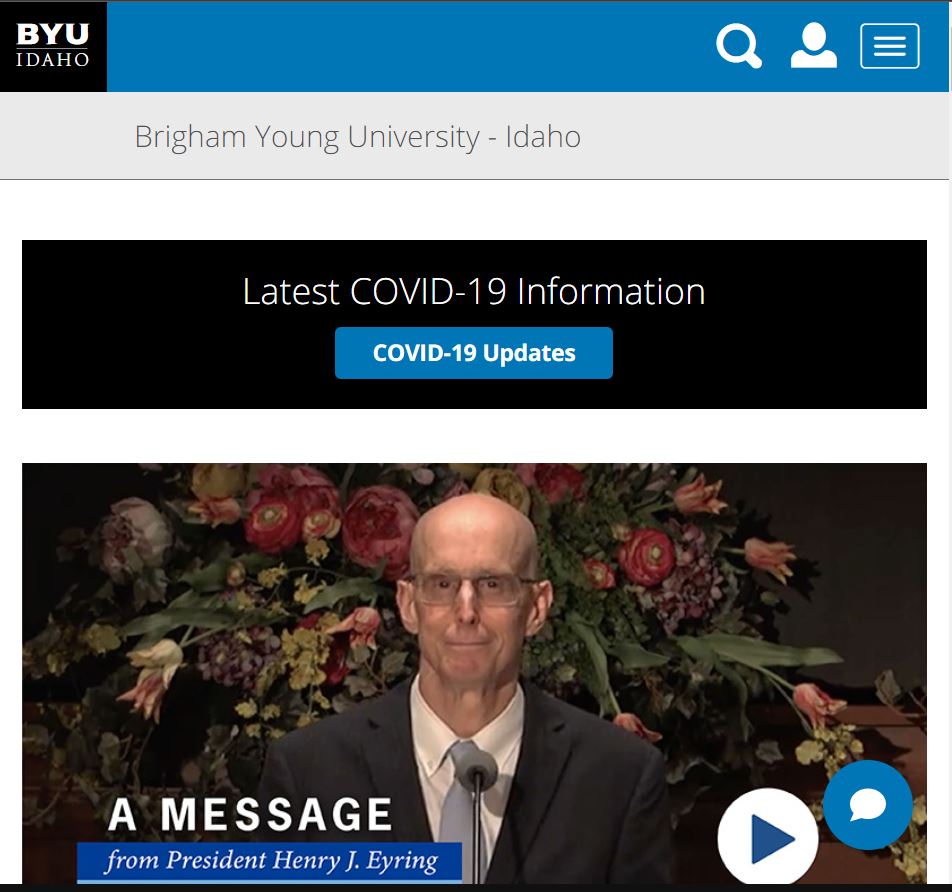 BYU
IDAHO
Brigham Young University - Idaho
Latest COVID-19 Information
COVID-19 Updates
A MESSAGE
from President Henry J. Eyring